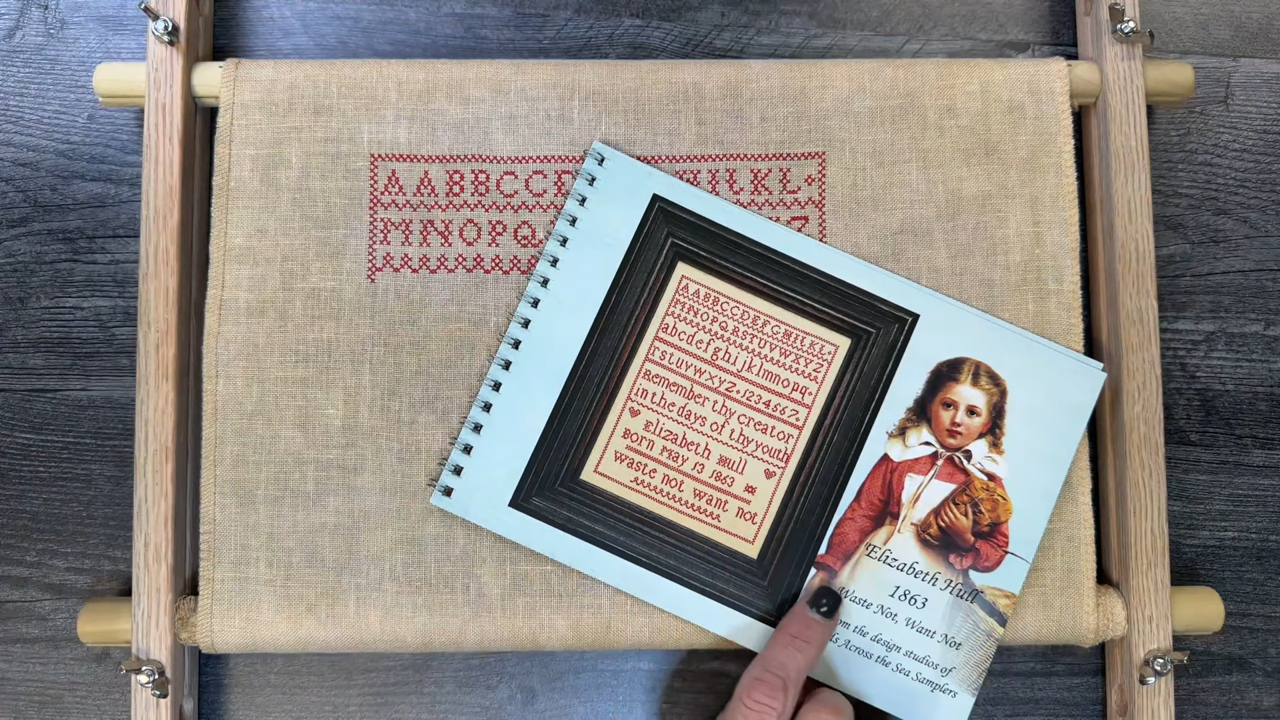 AABBCCD
HIJKL
MNOPQ
Z
AABBCCDEFGHIJKL
MNOPQRSTUVWXYZ
abcdefghijklmnopq
rstuvwxyz·1234567
Remember thy creator
in the days of thy youth
Elizabeth Hull
Born May 13 1863
waste not want not
Elizabeth Hull
1863
Waste Not, Want Not
the design studios of
Across the Sea Samplers